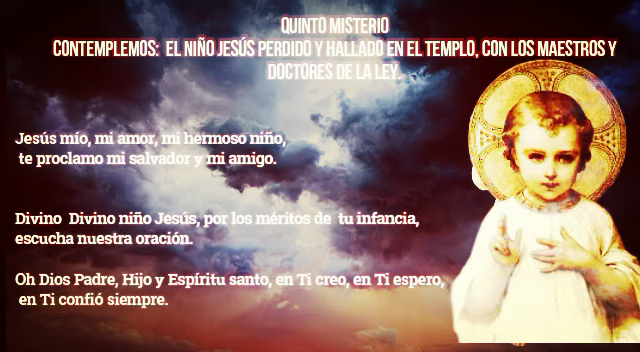 QUINTO MISTERIO
CONTEMPLEMOS: EL NIÑO JESÚS PERDIDO Y HALLADO EN EL TEMPLO, CON LOS MAESTROS Y
DOCTORES DE LA LEY.
Jesús mío, mi amor, mi hermoso niño,
te proclamo mi salvador y mi amigo.
Divino Divino niño Jesús, por los méritos de tu infancia,
escucha nuestra oración.
Oh Dios Padre, Hijo y Espíritu santo, en Ti creo, en Ti espero,
en Ti confió siempre.